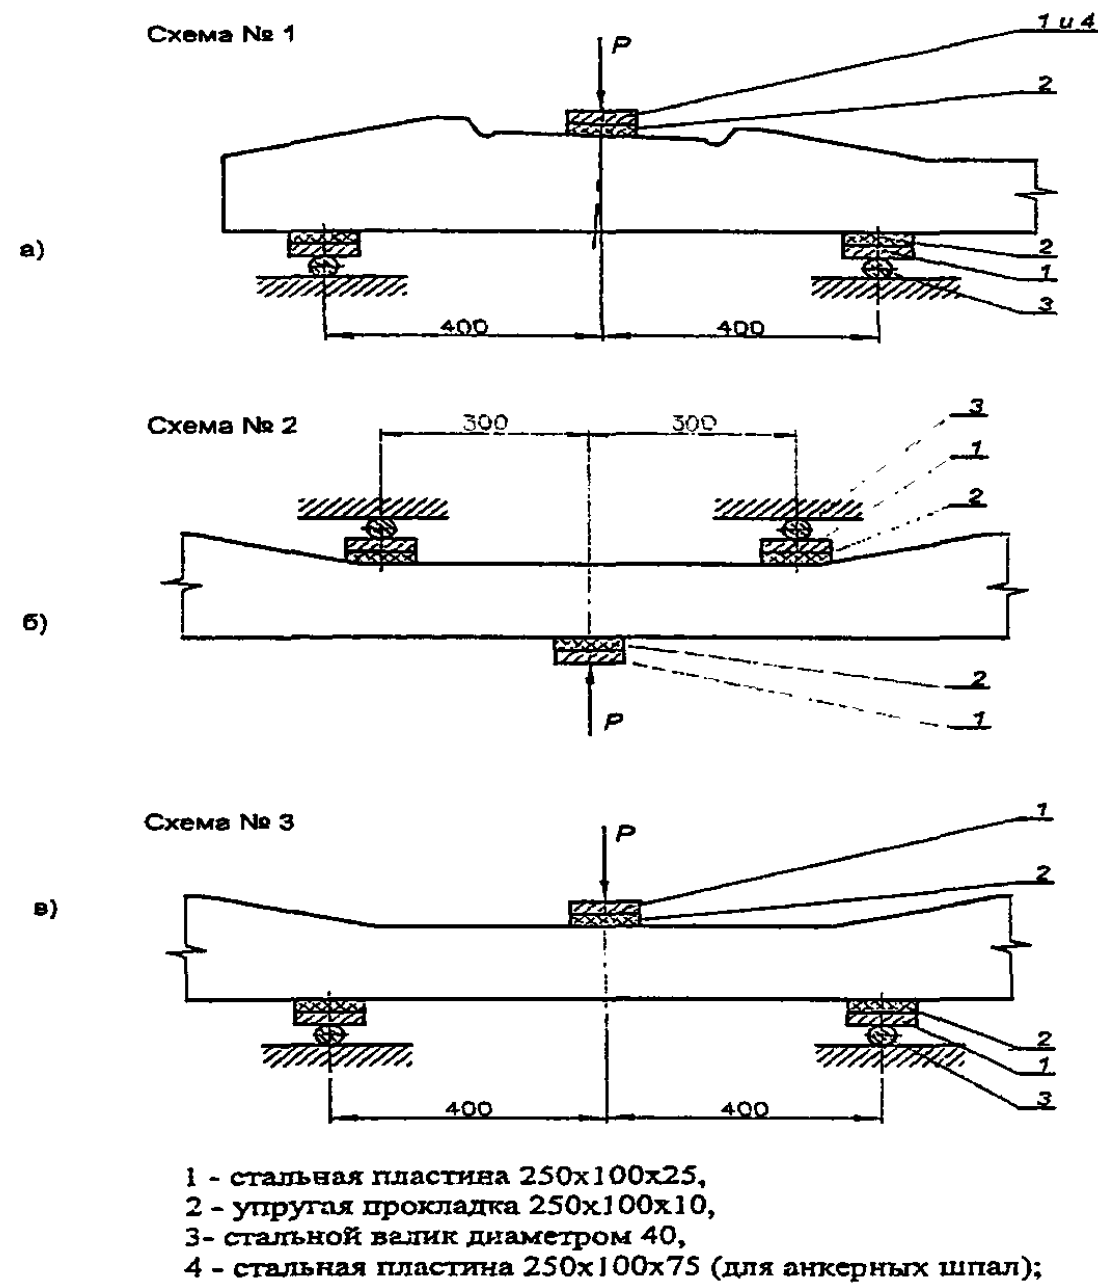 Схема № 1
P
1 и 4
2
а)
2
1
3
400
400
Схема № 2
300
300
3
1
2
б)
2
1
P
Схема № 3
P
1
2
в)
2
1
3
400
400
1 - стальная пластина 250х100х25,
2 - упругая прокладка 250х100х10,
3- стальной валик диаметром 40,
4 - стальная пластина 250х100х75 (для анкерных шпал);